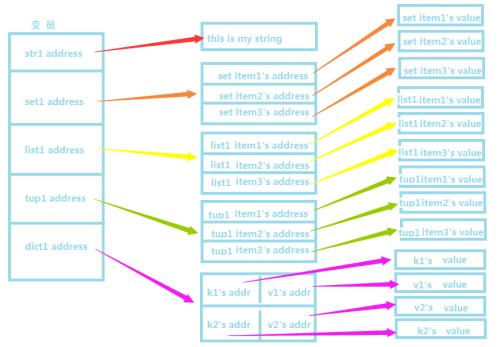 变 量
str1 address
set1 address
list1 address
tup1 address
dict1 address
this is my string
set item1's address
set item2's address
set item3's address
list1 item1's address
list1 item2's address
list1 item3's address
tup1 item1's address
tup1 item2's address
tup1 item3's address
k1's addr v1's addr
k2's addr v2's addr
set item1's value
set item2's value
set item3's value
list1 item1's value
list1 item2's value
list1 item3's value
tup1item1's value
tup1item2's value
tup1 item3's value
k1's value
v1's value
v2's value
k2's value